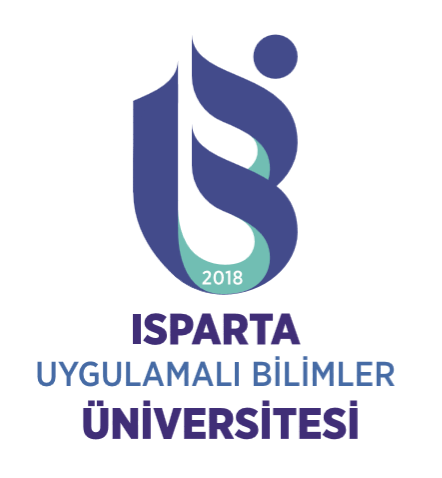 2018
ISPARTA
UYGULAMALI BİLİMLER
ÜNİVERSİTESİ